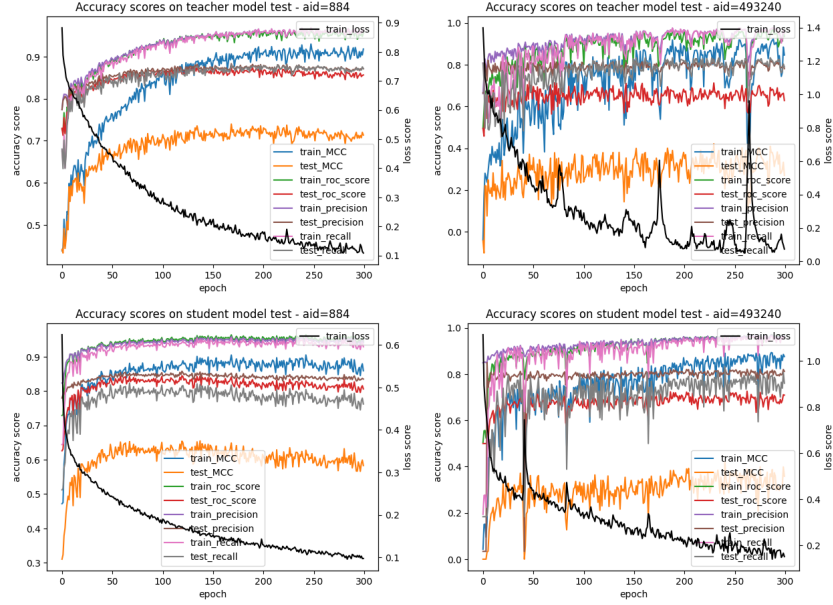 Accuracy scores on teacher model test - aid=884
train_loss
accuracy score
loss score
0.9
0.8
0.7
0.6
0.5
0.9
0.8
0.7
0.6
0.5
0.4
0.3
0.2
0.1
train_MCC
test_MCC
train_roc_score
test_roc_score
train_precision
test_precision
train_recall
test_recall
0 50 100 150 200 250 300
epoch
Accuracy scores on teacher model test - aid=493240
train_loss
accuracy score
loss score
1.0
0.8
0.6
0.4
0.2
0.0
1.4
1.2
1.0
0.8
0.6
0.4
0.2
0.0
train_MCC
test_MCC
train_roc_score
test_roc_score
train_precision
test_precision
train_recall
test_recall
0 50 100 150 200 250 300
epoch
Accuracy scores on student model test - aid=884
train_loss
accuracy score
loss score
0.9
0.8
0.7
0.6
0.5
0.4
0.3
0.6
0.5
0.4
0.3
0.2
0.1
train_MCC
test_MCC
train_roc_score
test_roc_score
train_precision
test_precision
train_recall
test_recall
0 50 100 150 200 250 300
epoch
Accuracy scores on student model test - aid=493240
train_loss
accuracy score
loss score
1.0
0.8
0.6
0.4
0.2
0.0
1.0
0.8
0.6
0.4
0.2
train_MCC
test_MCC
train_roc_score
test_roc_score
train_precision
test_precision
train_recall
test_recall
0 50 100 150 200 250 300
epoch